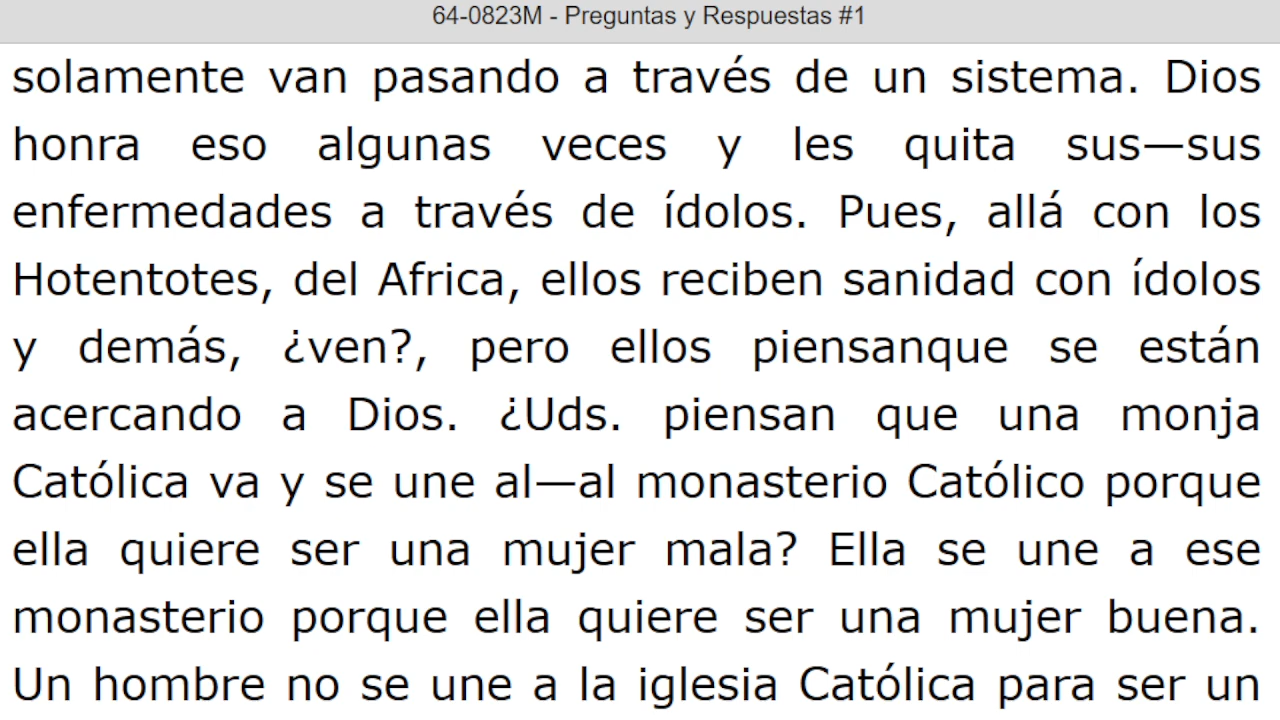 64-0823M - Preguntas y Respuestas #1
solamente van pasando a través de un sistema. Dios
honra eso algunas veces y les quita sus—sus
enfermedades a través de ídolos. Pues, allá con los
Hotentotes, del Africa, ellos reciben sanidad con ídolos
y demás, ¿ven?, pero ellos piensanque se están
acercando a Dios. ¿Uds. piensan que una monja
Católica va y se une al—al monasterio Católico porque
ella quiere ser una mujer mala? Ella se une a ese
monasterio porque ella quiere ser una mujer buena.
Un hombre no se une a la iglesia Católica para ser un